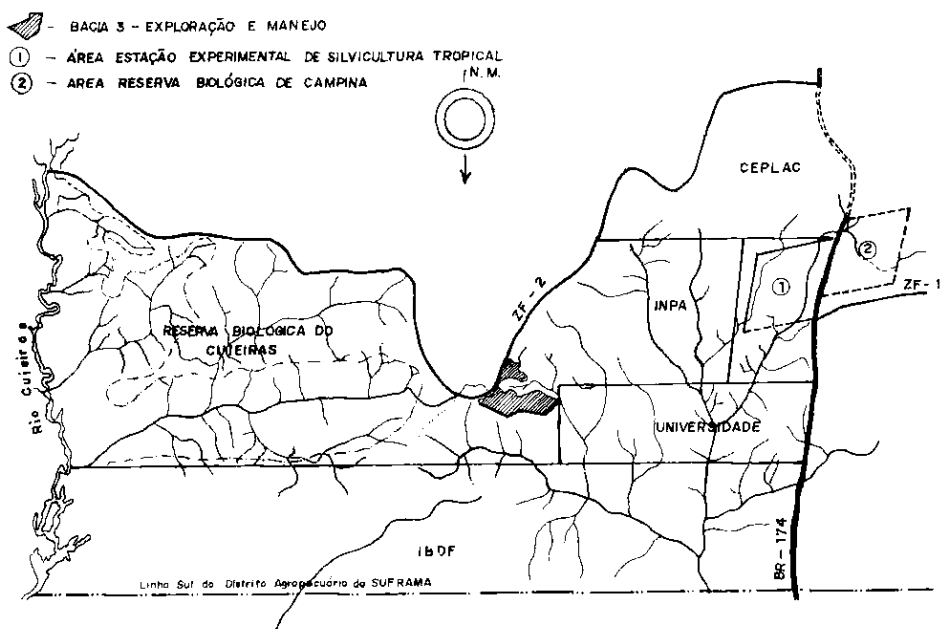 - BACIA 3 - EXPLORAÇÃO E MANEJO
① - ÁREA ESTAÇÃO EXPERIMENTAL DE SILVICULTURA TROPICAL
② - AREA RESERVA BIOLÓGICA DE CAMPINA
N.M.
CEPLAC
②
ZF-1
①
ZF-2
INPA
RESERVA BIOLÓGICA DO
CUIEIRAS
Rio Cuieiras
UNIVERSIDADE
IBDF
BR-174
Linha Sul do Distrito Agropecuário da SUFRAMA